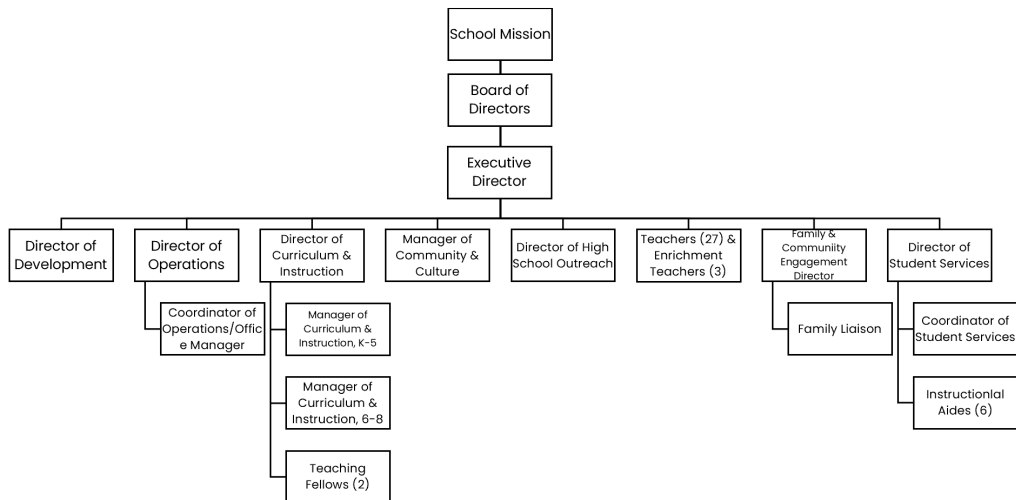 School Mission
Board of
Directors
Executive
Director
Director of
Development
Director of
Operations
Director of
Curriculum &
Instruction
Manager of
Community &
Culture
Director of High
School Outreach
Teachers (27) &
Enrichment
Teachers (3)
Family &
Community
Engagement
Director
Director of
Student Services
Coordinator of
Operations/Offic
e Manager
Manager of
Curriculum &
Instruction, K-5
Family Liaison
Coordinator of
Student Services
Manager of
Curriculum &
Instruction, 6-8
Instructionlal
Aides (6)
Teaching
Fellows (2)